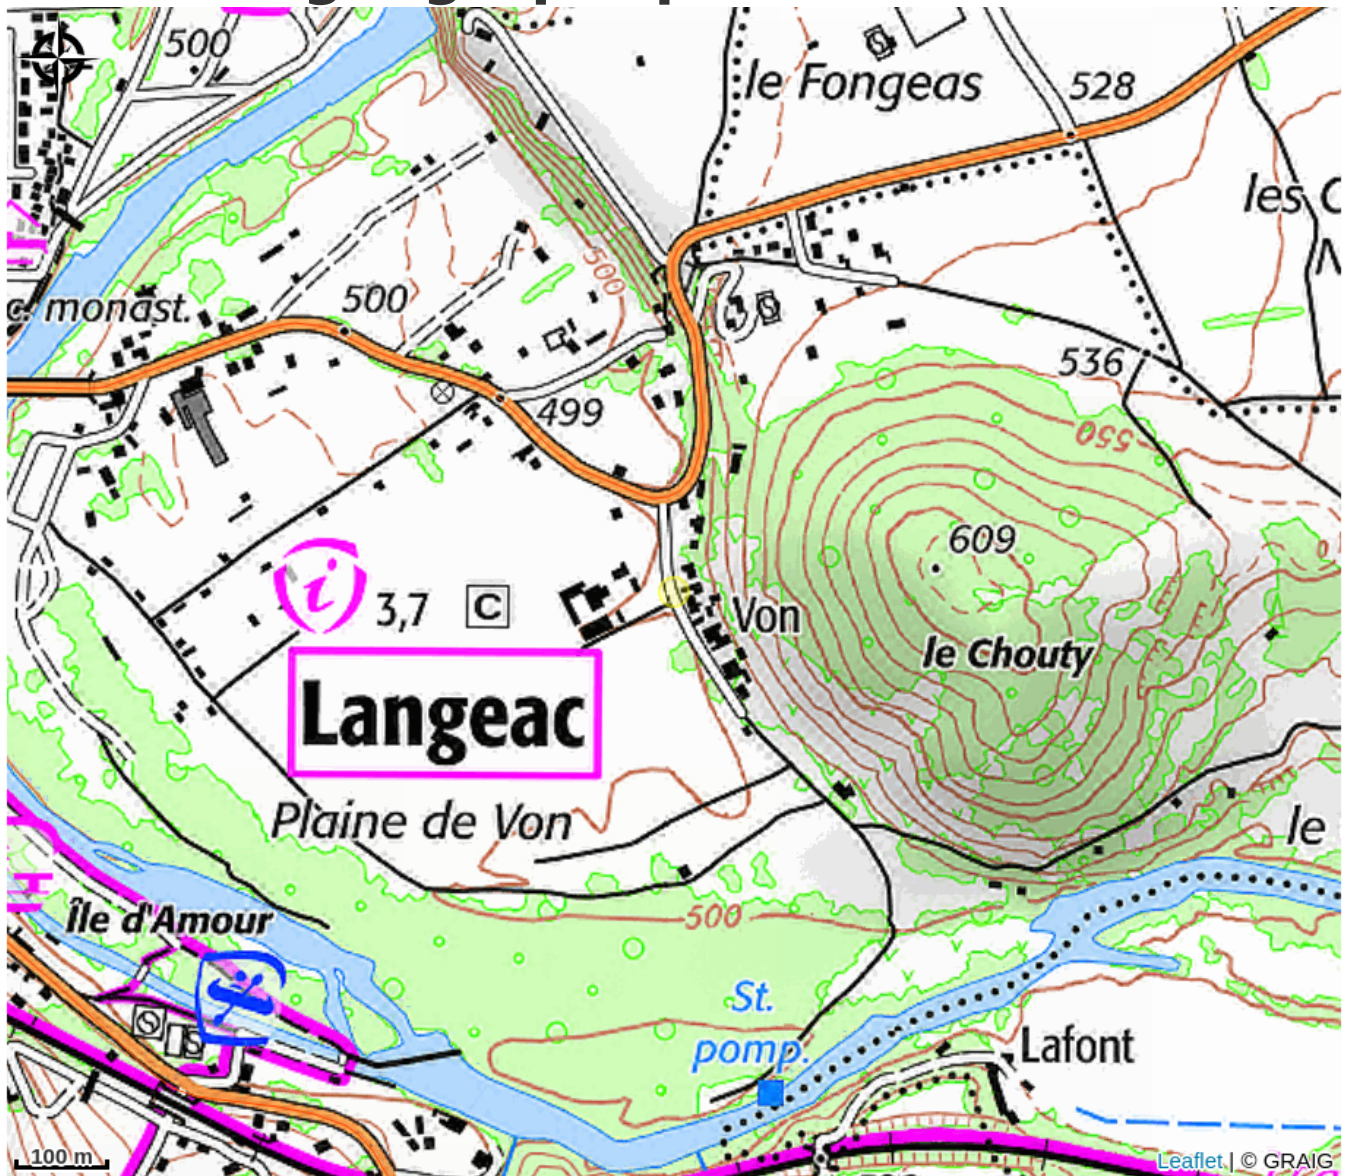 500
le Fongeas
528
les
c. monast.
500
500
536
499
550
609
3,7
C
Von
le Chouty
Langeac
Plaine de Von
le
500
Île d'Amour
St.
pomp.
Lafont
100 m
Leaflet | © GRAIG